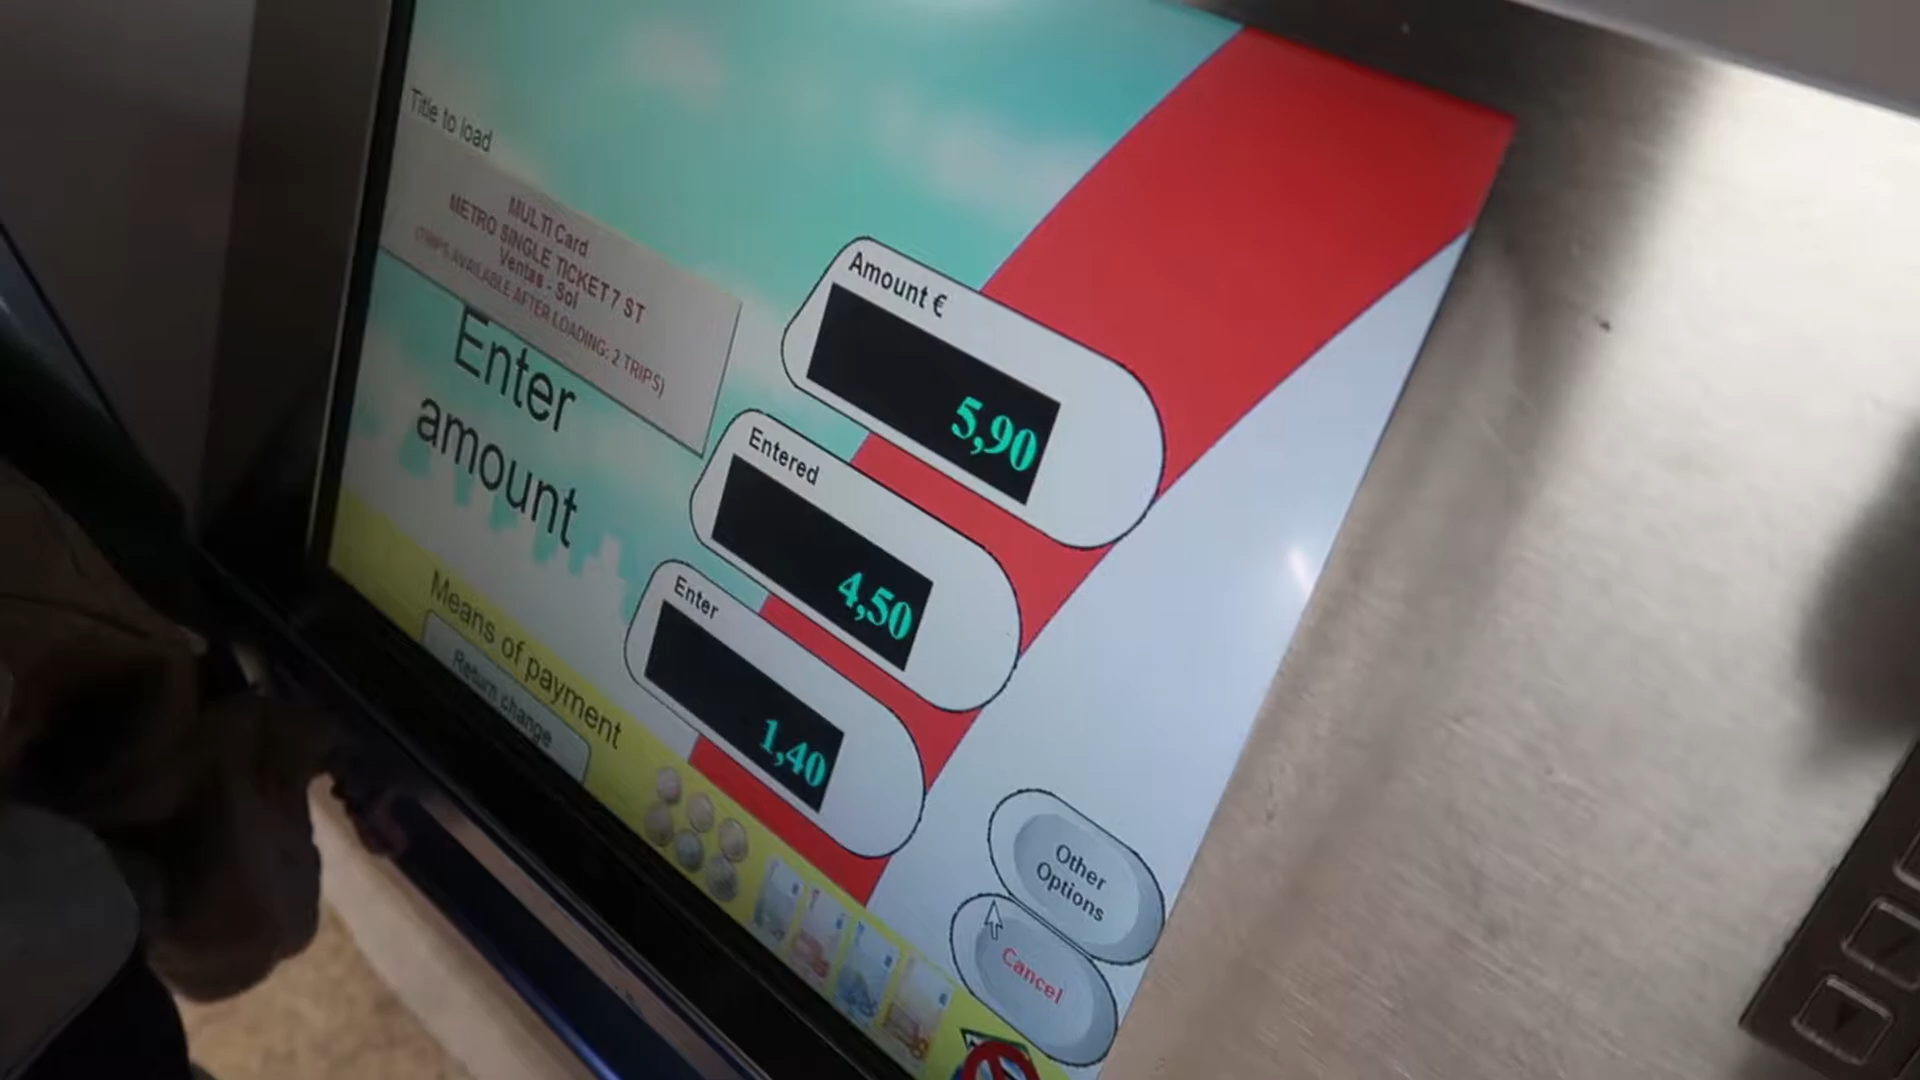 Title to load
MULTI Card
METRO SINGLE TICKET 7 ST
Ventas - Sol
(TRIPS AVAILABLE AFTER LOADING: 2 TRIPS)
Enter
amount
Amount €
5,90
Entered
4,50
Enter
1,40
Means of payment
Return change
Other
Options
Cancel